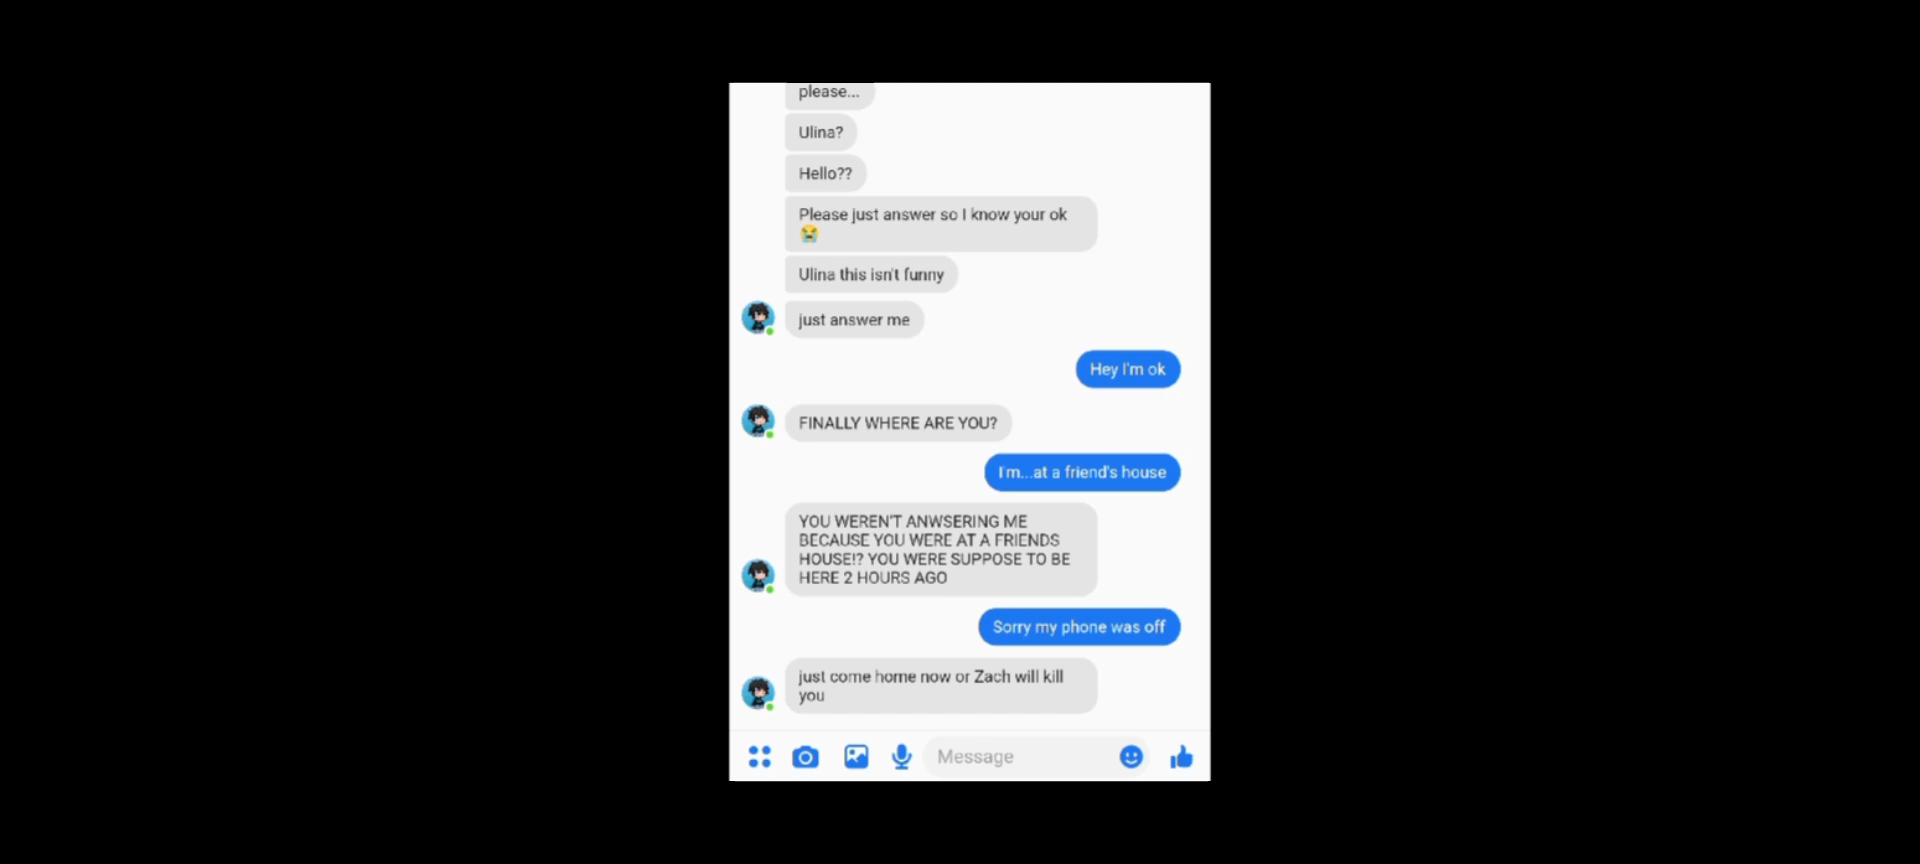 please...
Ulina?
Hello??
Please just answer so I know your ok
😭
Ulina this isn't funny
just answer me
Hey I'm ok
FINALLY WHERE ARE YOU?
I'm...at a friend's house
YOU WEREN'T ANWSERING ME
BECAUSE YOU WERE AT A FRIENDS
HOUSE!? YOU WERE SUPPOSE TO BE
HERE 2 HOURS AGO
Sorry my phone was off
just come home now or Zach will kill
you
Message